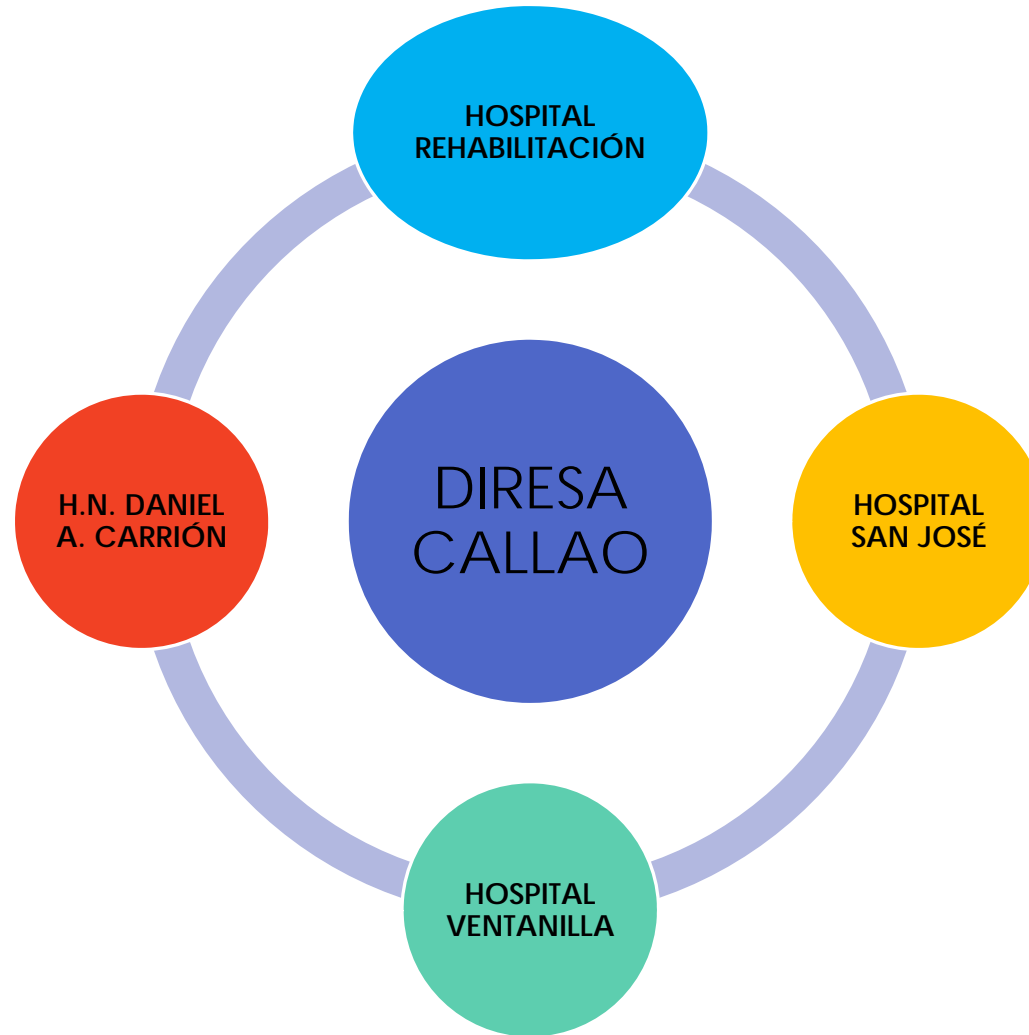 HOSPITAL
REHABILITACIÓN
H.N. DANIEL
A. CARRIÓN
DIRESA
CALLAO
HOSPITAL
SAN JOSÉ
HOSPITAL
VENTANILLA